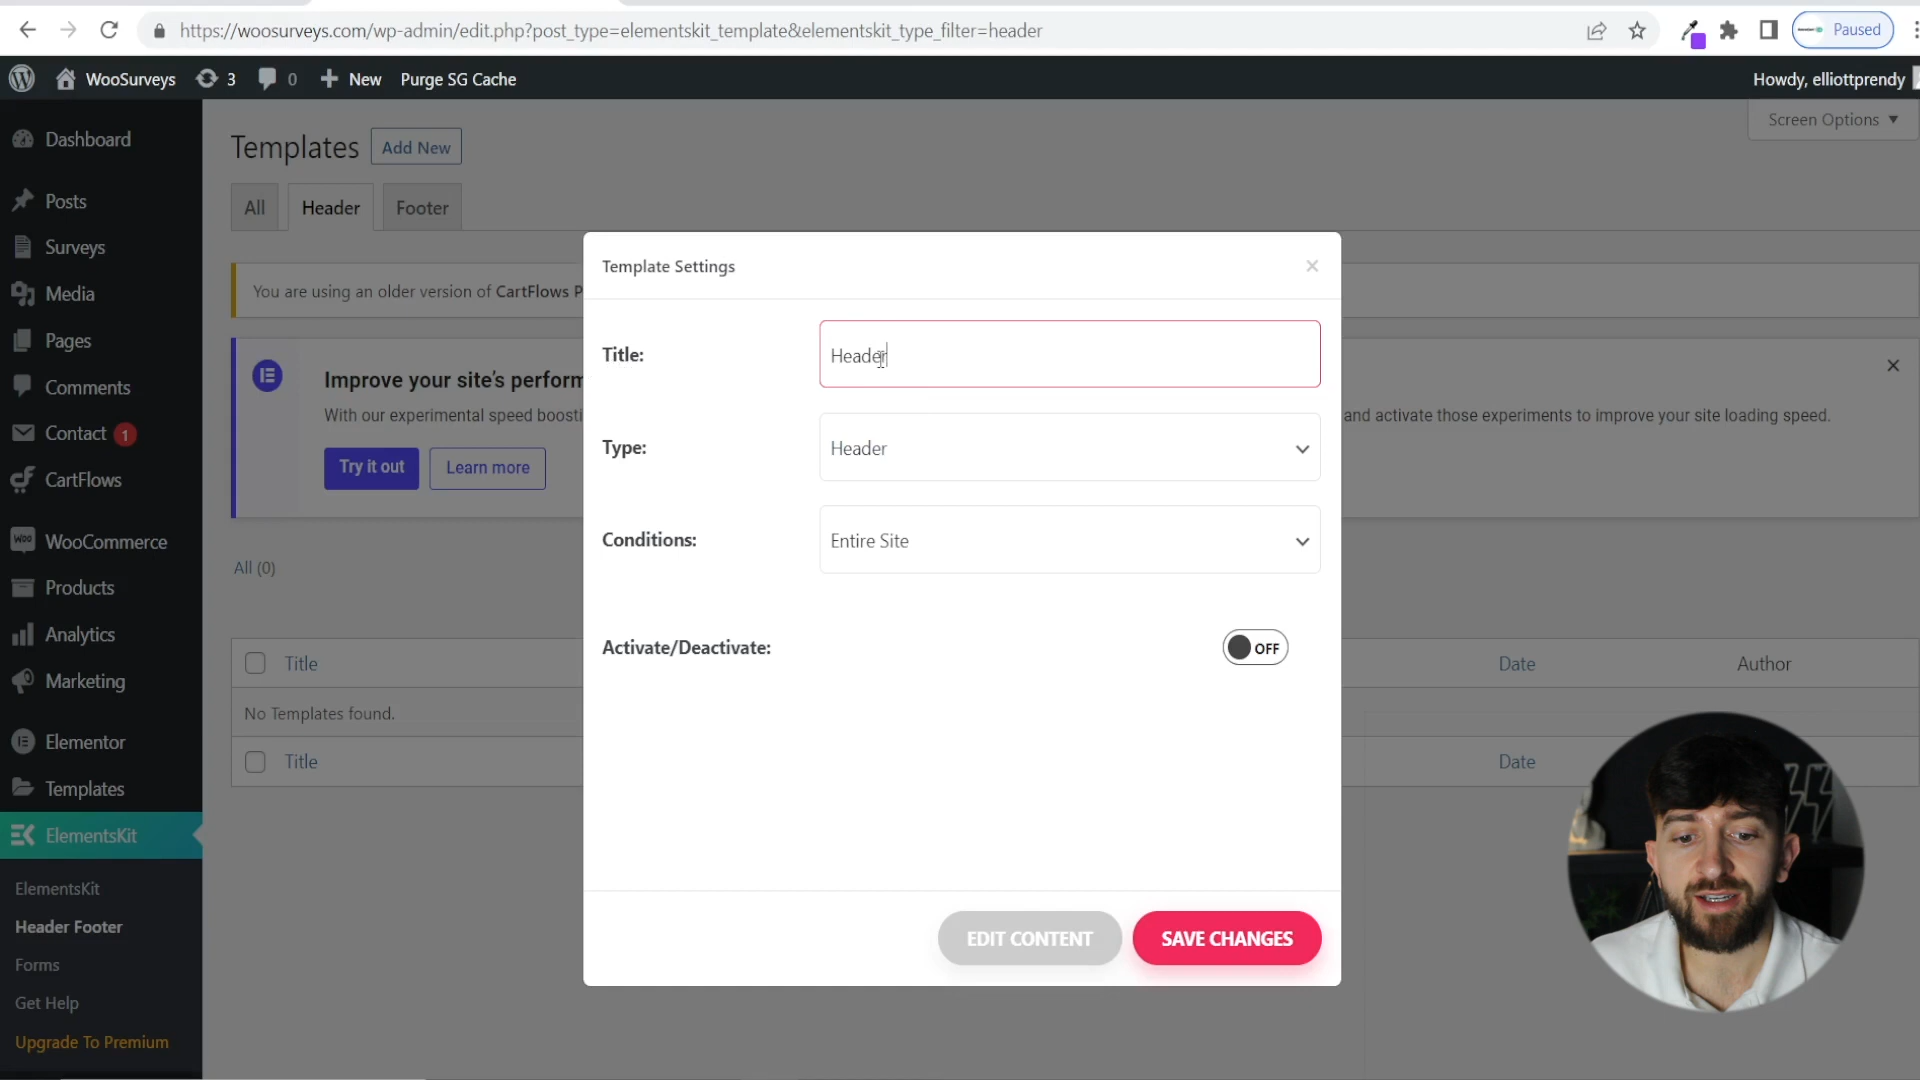 https://woosurveys.com/wp-admin/edit.php?post_type=elementskit_template&elementskit_type_filter=header
Paused
WooSurveys
3
0
New
Purge SG Cache
Howdy, elliottprendy
Dashboard
Posts
Surveys
Media
Pages
Comments
Contact 1
CartFlows
WooCommerce
Products
Analytics
Marketing
Elementor
Templates
ElementsKit
ElementsKit
Header Footer
Forms
Get Help
Upgrade To Premium
Screen Options
Templates
Add New
All
Header
Footer
You are using an older version of CartFlows P
Improve your site's perform
With our experimental speed boosti
and activate those experiments to improve your site loading speed.
Try it out
Learn more
All (0)
Title
Date
Author
No Templates found.
Title
Date
Template Settings
Title:
Header
Type:
Header
Conditions:
Entire Site
Activate/Deactivate:
OFF
EDIT CONTENT
SAVE CHANGES